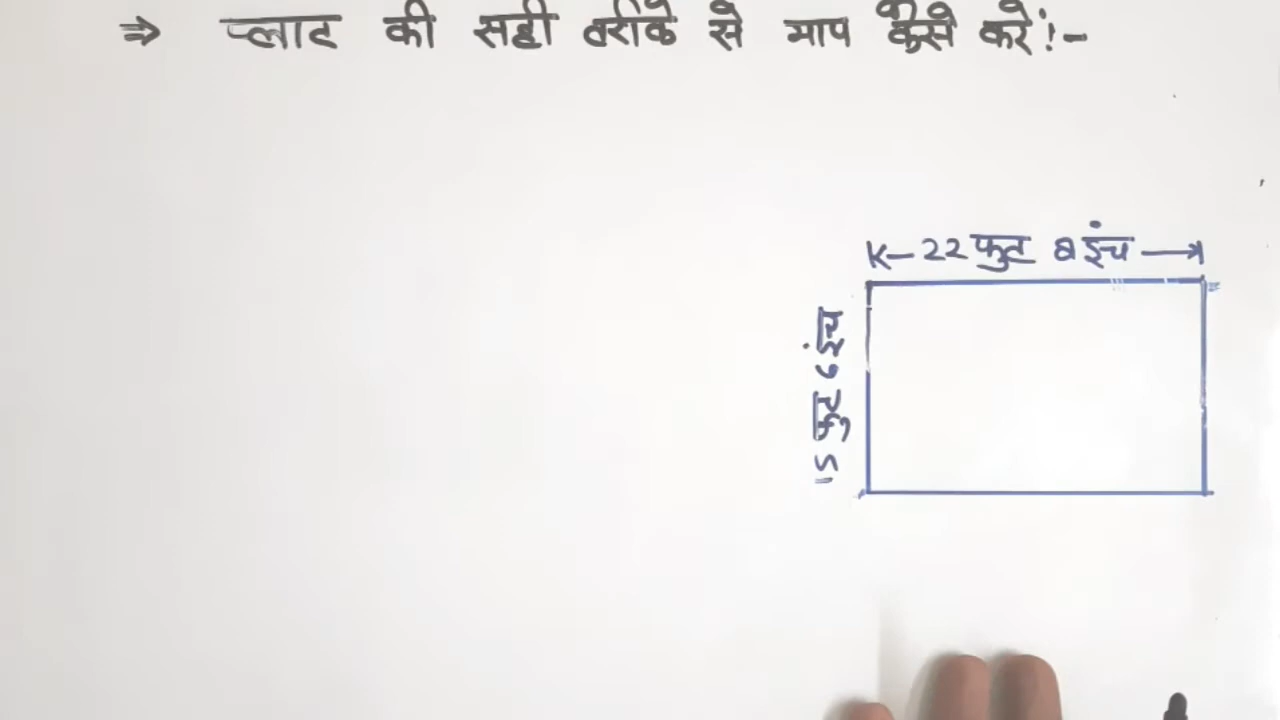 ⇒ प्लाट की सही तरीके से माप कैसे करें:-
22 फुट 8 इंच
15 फुट 6 इंच